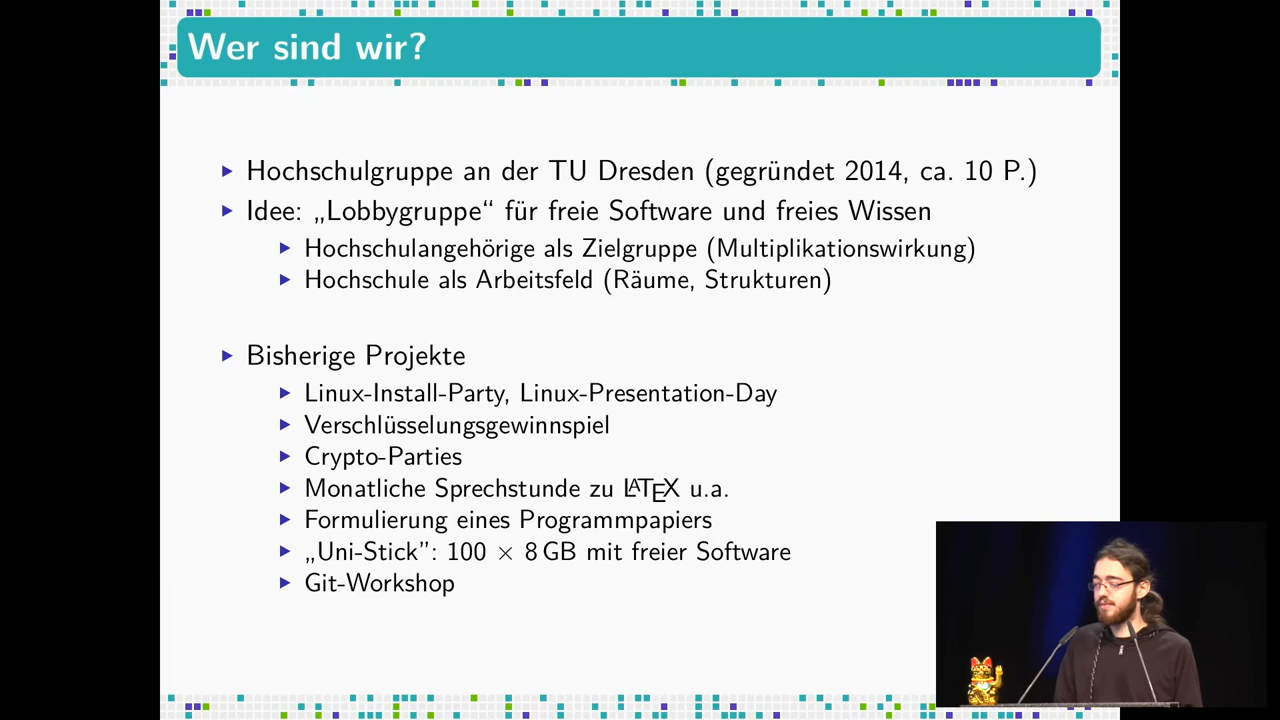 Wer sind wir?
Hochschulgruppe an der TU Dresden (gegründet 2014, ca. 10 P.)
Idee: „Lobbygruppe“ für freie Software und freies Wissen
Hochschulangehörige als Zielgruppe (Multiplikationswirkung)
Hochschule als Arbeitsfeld (Räume, Strukturen)
Bisherige Projekte
Linux-Install-Party, Linux-Presentation-Day
Verschlüsselungsgewinnspiel
Crypto-Parties
Monatliche Sprechstunde zu LATEX u.a.
Formulierung eines Programmpapiers
„Uni-Stick”: 100 × 8 GB mit freier Software
Git-Workshop